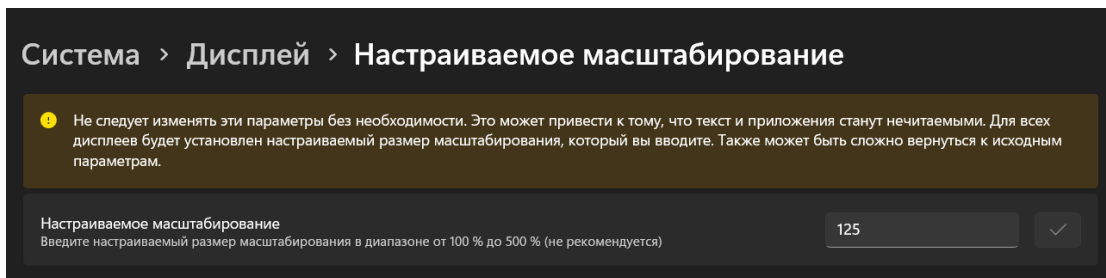 Система > Дисплей > Настраиваемое масштабирование
Не следует изменять эти параметры без необходимости. Это может привести к тому, что текст и приложения станут нечитаемыми. Для всех
дисплеев будет установлен настраиваемый размер масштабирования, который вы вводите. Также может быть сложно вернуться к исходным
параметрам.
Настраиваемое масштабирование
Введите настраиваемый размер масштабирования в диапазоне от 100 % до 500 % (не рекомендуется)
125